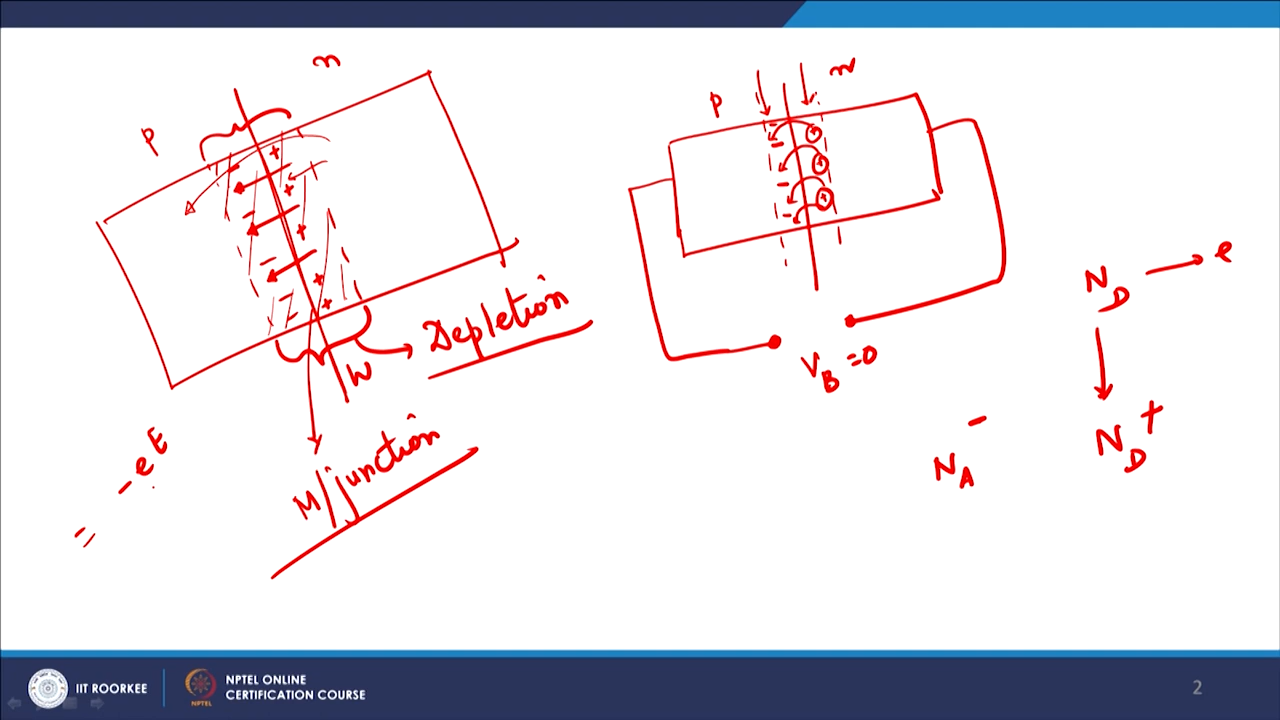 p
n
W
Depletion
M/junction
= -eE
p
n
V_B = 0
N_D → e
N_D^+
N_A^-
IIT ROORKEE
NPTEL ONLINE
CERTIFICATION COURSE
2